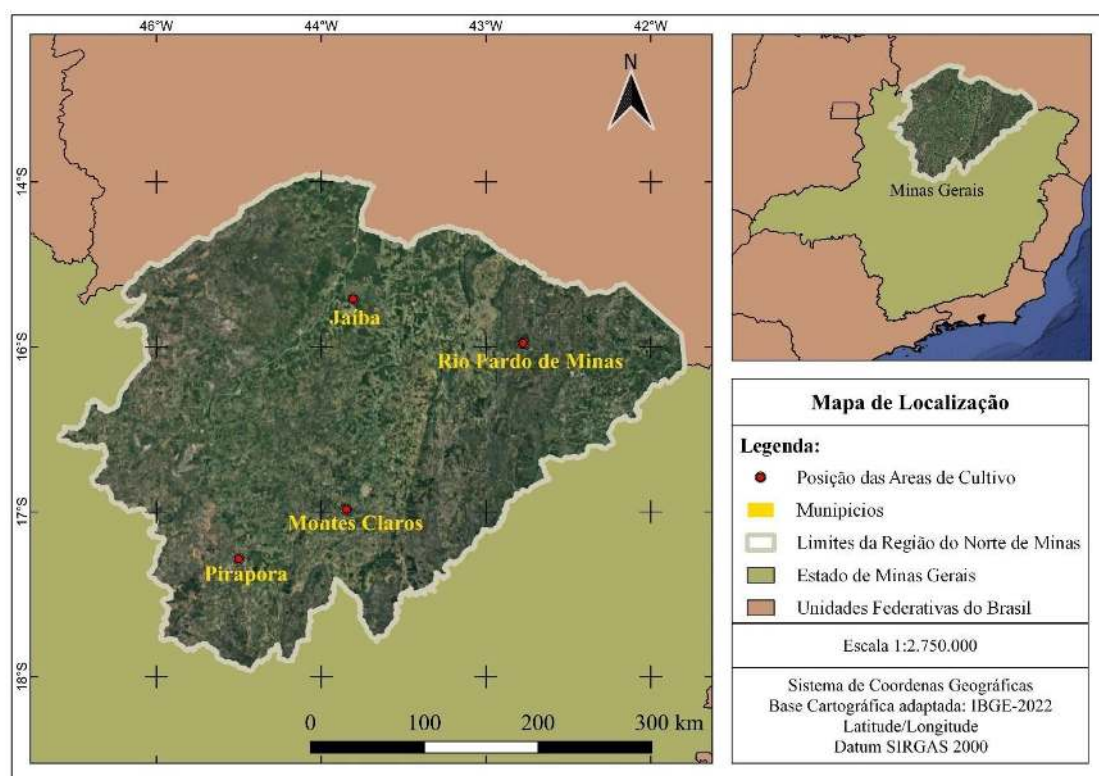 46°W 44°W 43°W 42°W
N
14°S
16°S
17°S
18°S
Jaíba
Rio Pardo de Minas
Montes Claros
Pirapora
0 100 200 300 km
Minas Gerais
Mapa de Localização
Legenda:
Posição das Areas de Cultivo
Munipicios
Limites da Região do Norte de Minas
Estado de Minas Gerais
Unidades Federativas do Brasil
Escala 1:2.750.000
Sistema de Coordenas Geográficas
Base Cartográfica adaptada: IBGE-2022
Latitude/Longitude
Datum SIRGAS 2000